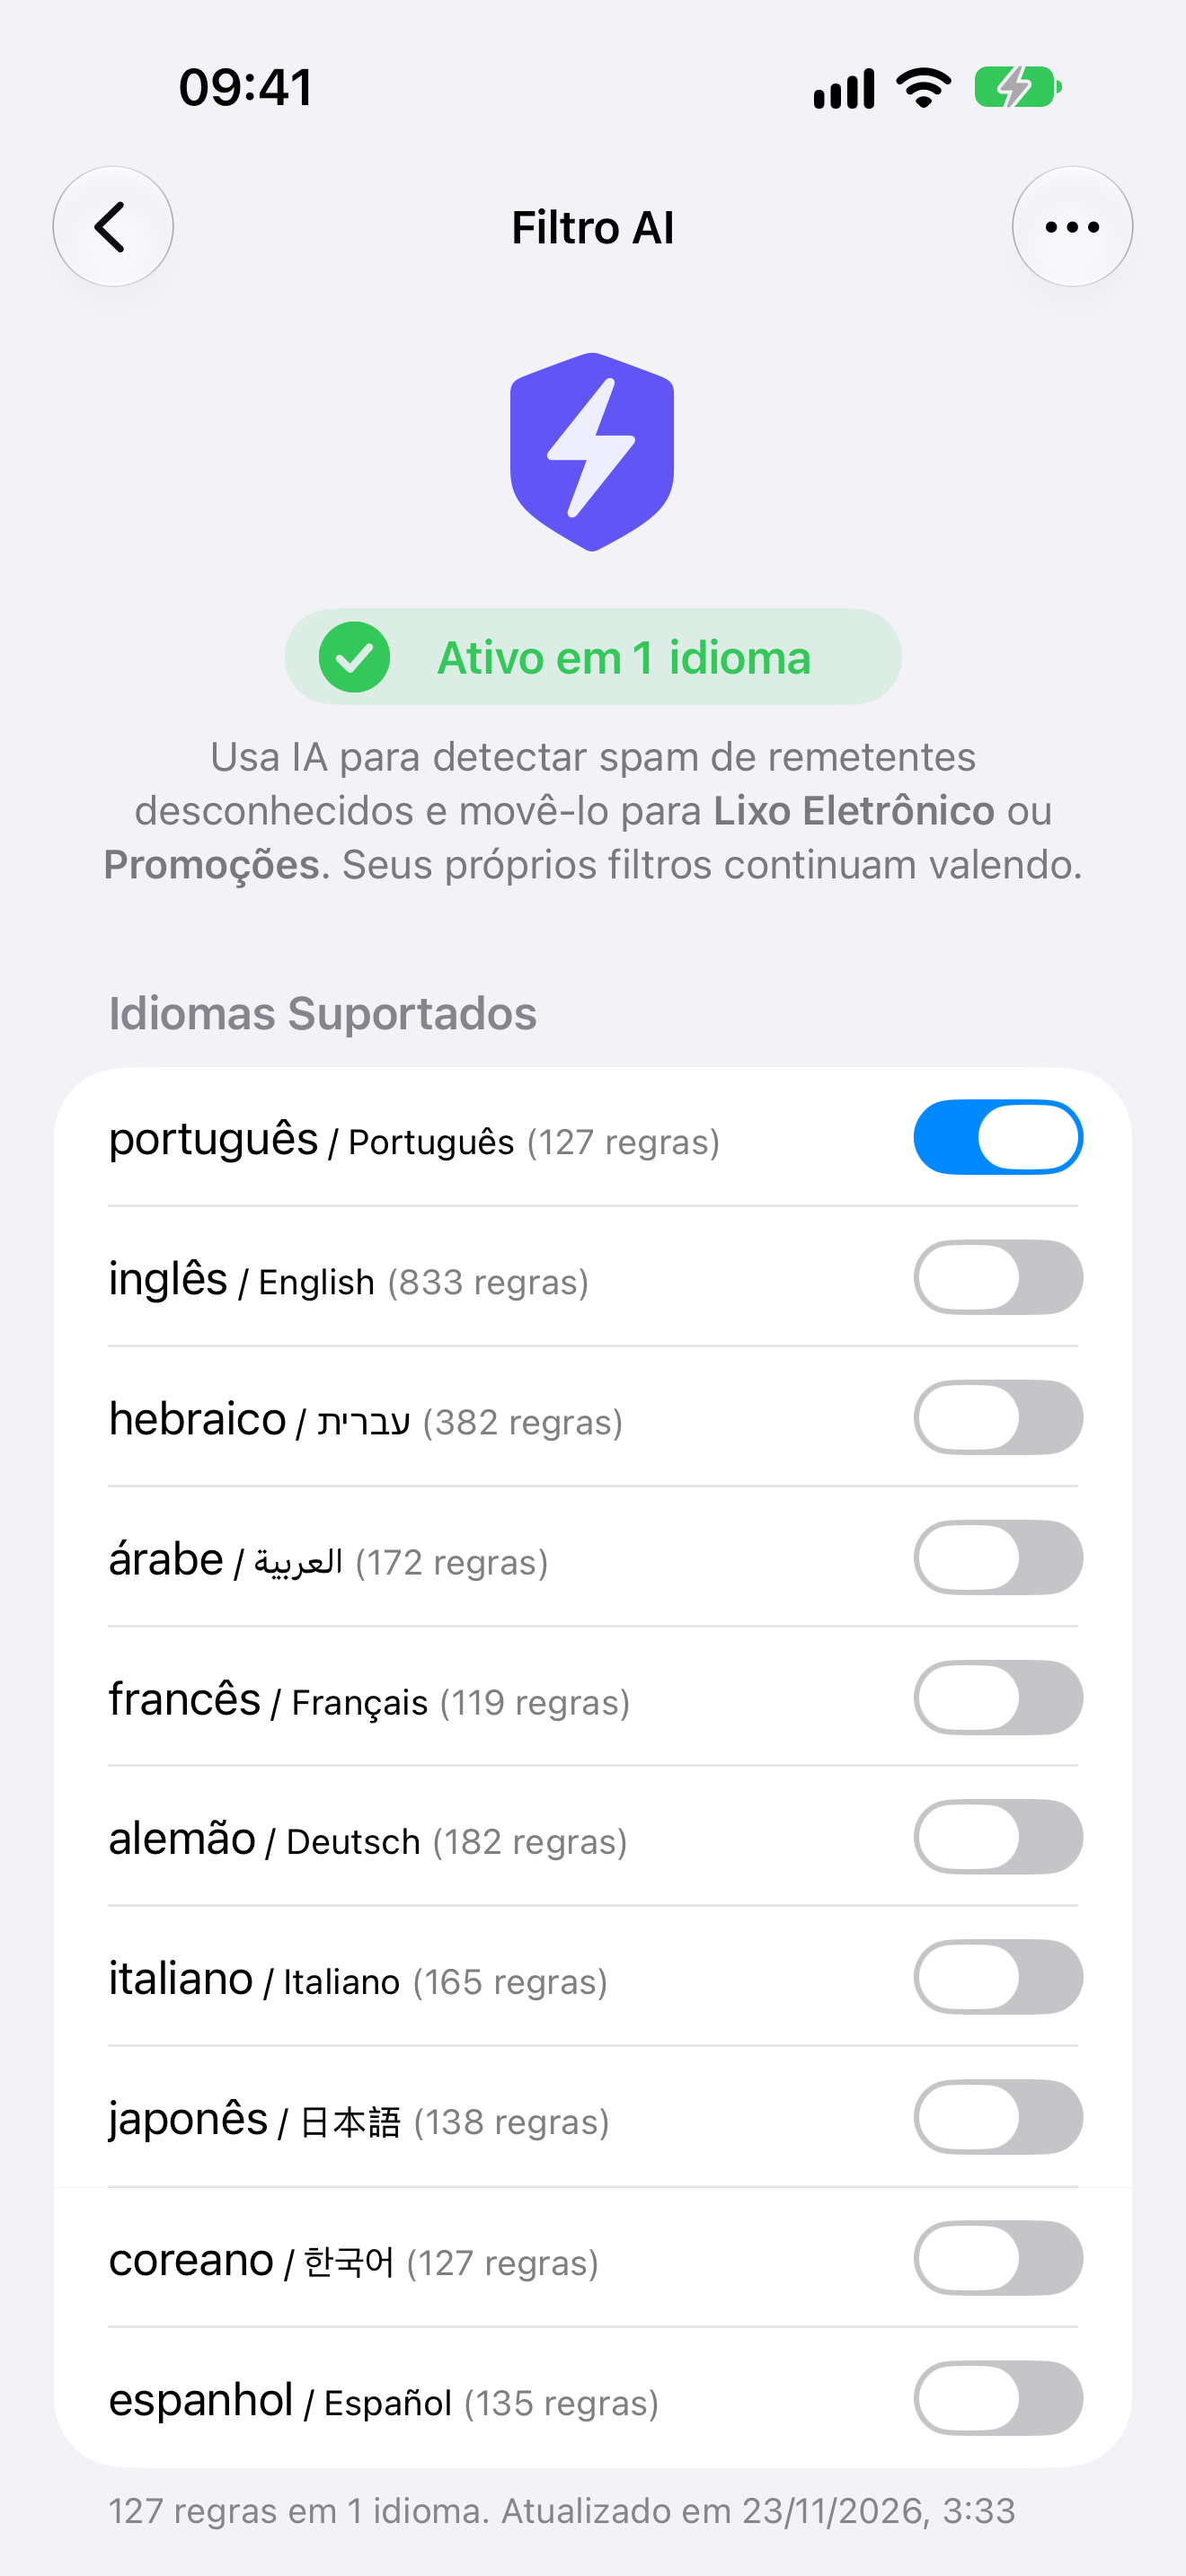 09:41
Filtro AI
Ativo em 1 idioma
Usa IA para detectar spam de remetentes
desconhecidos e movê-lo para Lixo Eletrônico ou
Promoções. Seus próprios filtros continuam valendo.
Idiomas Suportados
português / Português (127 regras)
inglês / English (833 regras)
hebraico / עברית (382 regras)
árabe / العربية (172 regras)
francês / Français (119 regras)
alemão / Deutsch (182 regras)
italiano / Italiano (165 regras)
japonês / 日本語 (138 regras)
coreano / 한국어 (127 regras)
espanhol / Español (135 regras)
127 regras em 1 idioma. Atualizado em 23/11/2026, 3:33